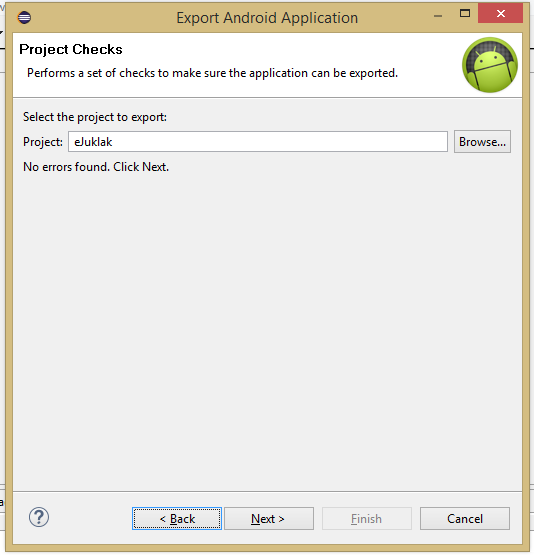 Export Android Application
Project Checks
Performs a set of checks to make sure the application can be exported.
Select the project to export:
Project: eJuklak Browse...
No errors found. Click Next.
? < Back Next > Finish Cancel